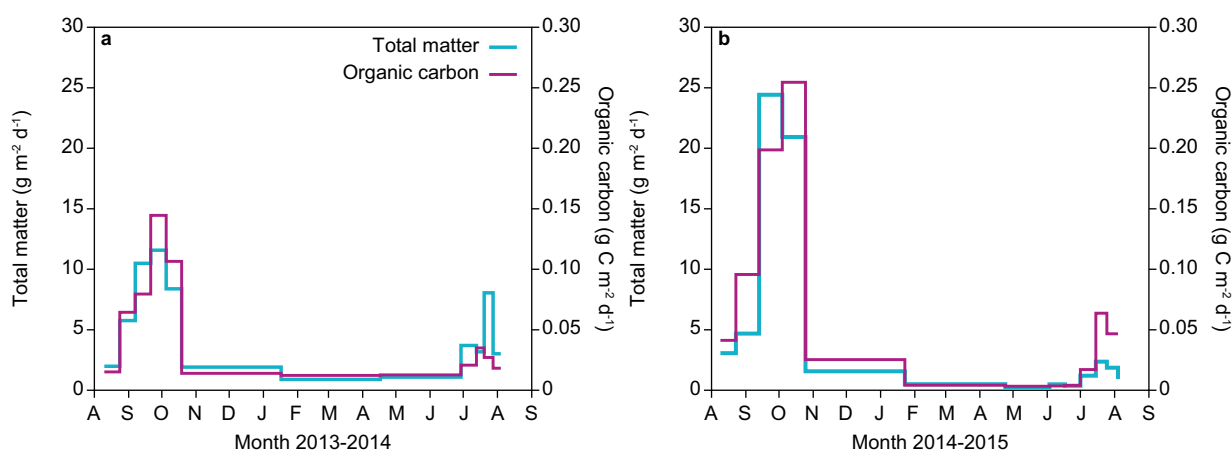 a
Total matter
Organic carbon
30
25
20
15
10
5
0
Total matter (g m⁻² d⁻¹)
0.30
0.25
0.20
0.15
0.10
0.05
0
Organic carbon (g C m⁻² d⁻¹)
A S O N D J F M A M J J A S
Month 2013-2014
b
30
25
20
15
10
5
0
Total matter (g m⁻² d⁻¹)
0.30
0.25
0.20
0.15
0.10
0.05
0
Organic carbon (g C m⁻² d⁻¹)
A S O N D J F M A M J J A S
Month 2014-2015